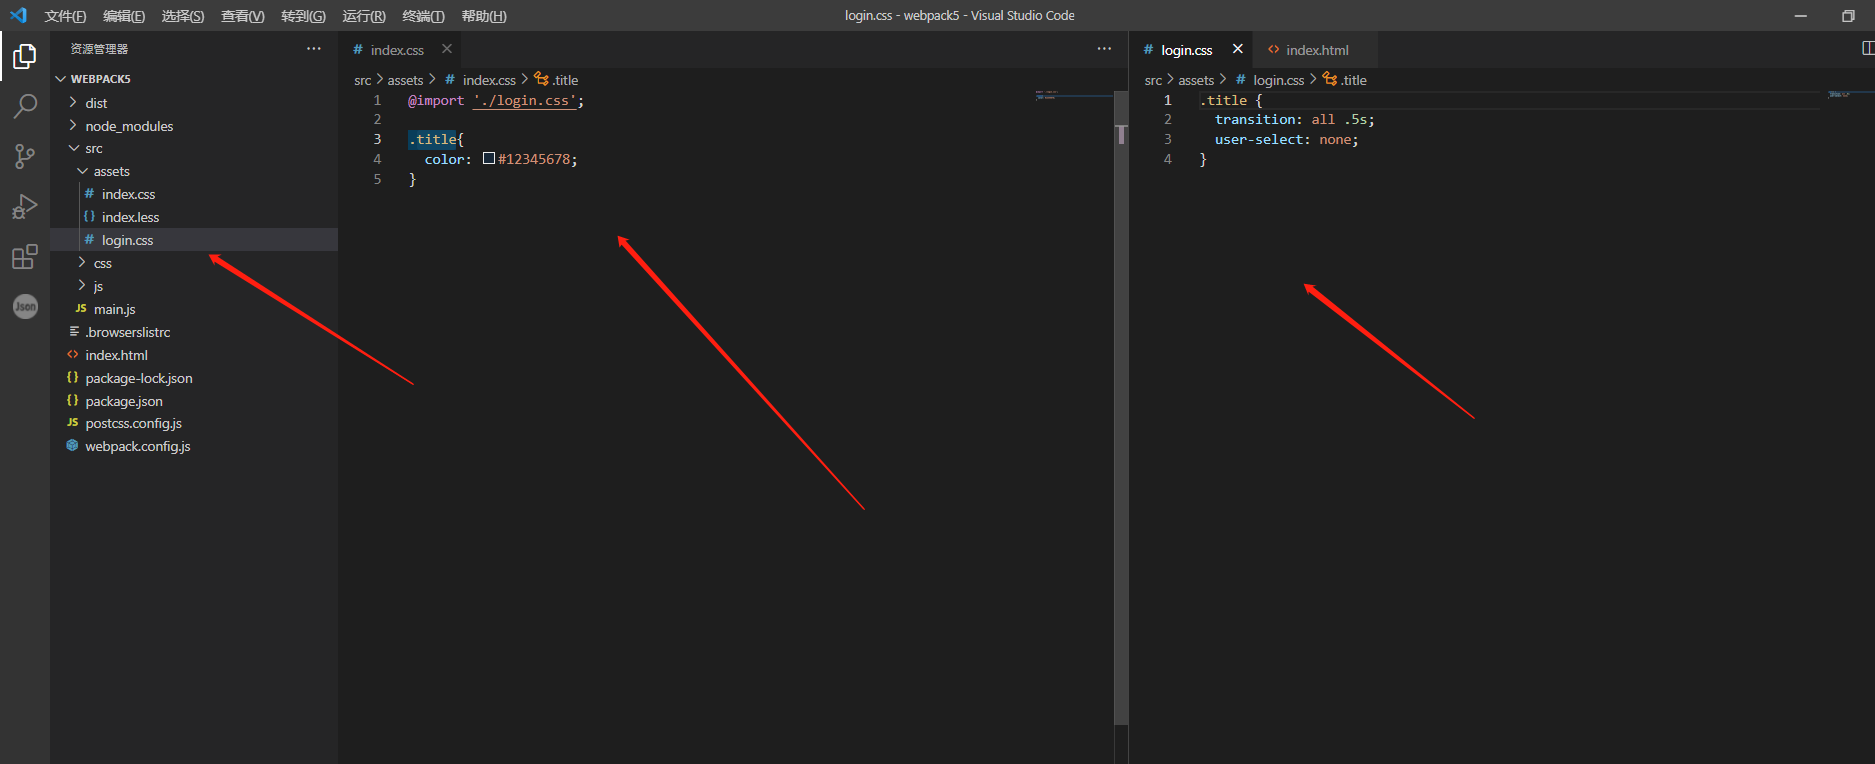 文件(F) 编辑(E) 选择(S) 查看(V) 转到(G) 运行(R) 终端(T) 帮助(H)
login.css - webpack5 - Visual Studio Code
资源管理器
WEBPACK5
dist
node_modules
src
assets
# index.css
{} index.less
# login.css
css
js
JS main.js
.browserslistrc
<> index.html
{} package-lock.json
{} package.json
JS postcss.config.js
webpack.config.js
Json
# index.css
src > assets > # index.css > .title
1 @import './login.css';
2
3 .title{
4 color: #12345678;
5 }
# login.css
<> index.html
src > assets > # login.css > .title
1 .title {
2 transition: all .5s;
3 user-select: none;
4 }